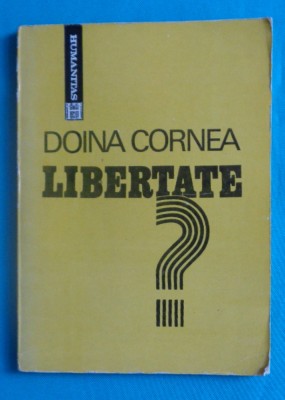 HUMANITAS
DOINA CORNEA
LIBERTATE
?